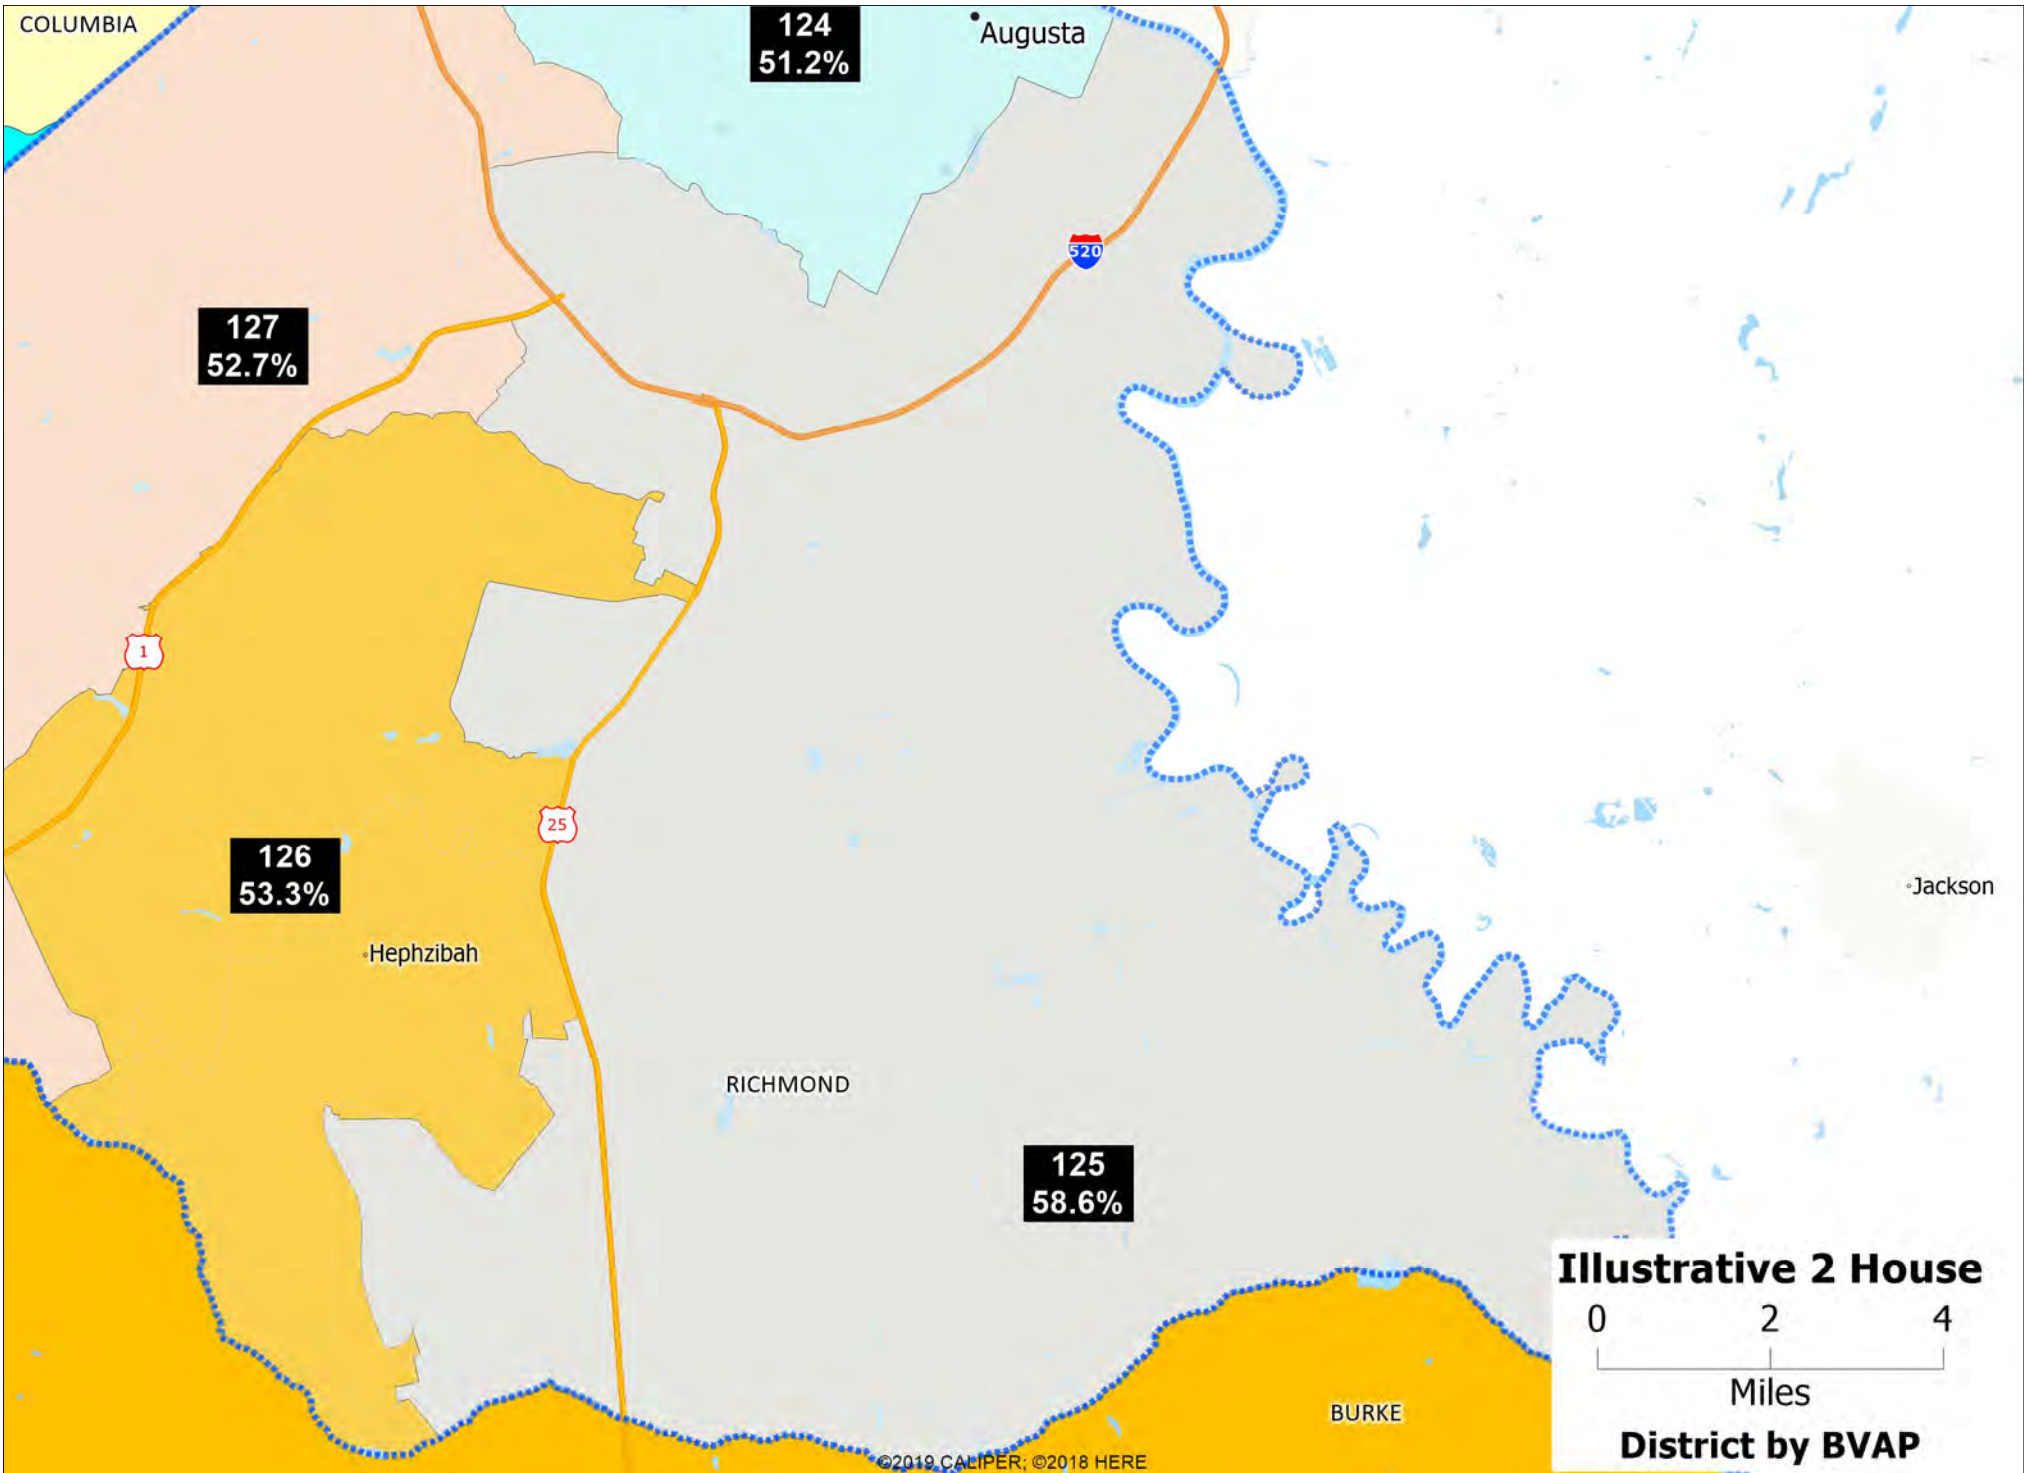 COLUMBIA
124
51.2%
Augusta
520
127
52.7%
1
25
126
53.3%
Jackson
Hephzibah
RICHMOND
125
58.6%
Illustrative 2 House
0 2 4
Miles
BURKE
District by BVAP
©2019 CALIPER; ©2018 HERE